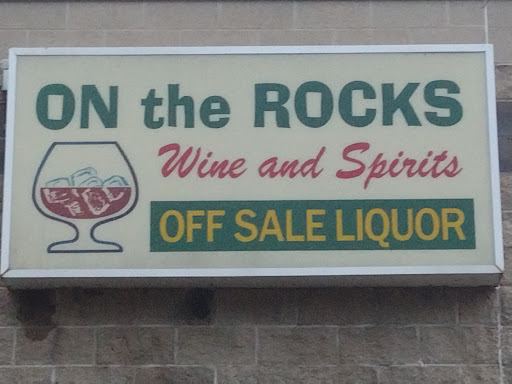 ON the ROCKS
Wine and Spirits
OFF SALE LIQUOR